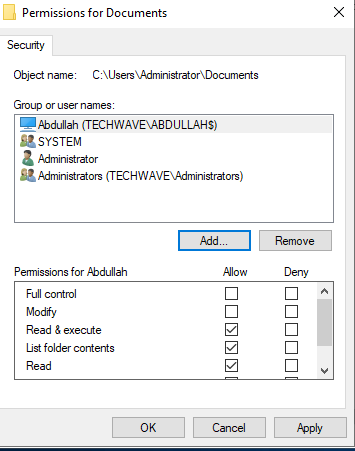 Permissions for Documents
Security
Object name: C:\Users\Administrator\Documents
Group or user names:
Abdullah (TECHWAVE\ABDULLAH$)
SYSTEM
Administrator
Administrators (TECHWAVE\Administrators)
Add... Remove
Permissions for Abdullah Allow Deny
Full control
Modify
Read & execute
List folder contents
Read
OK Cancel Apply